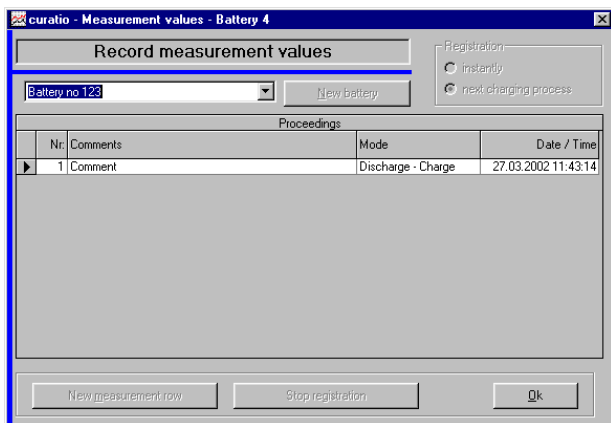 curatio - Measurement values - Battery 4
Record measurement values
Registration
instantly
next charging process
Battery no 123
New battery
Proceedings
Nr. Comments Mode Date / Time
1 Comment Discharge - Charge 27.03.2002 11:43:14
New measurement row Stop registration Ok